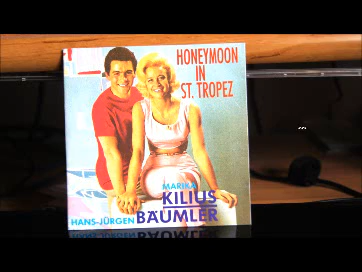 HONEYMOON
IN
ST. TROPEZ
MARIKA
KILIUS
HANS-JÜRGEN BÄUMLER